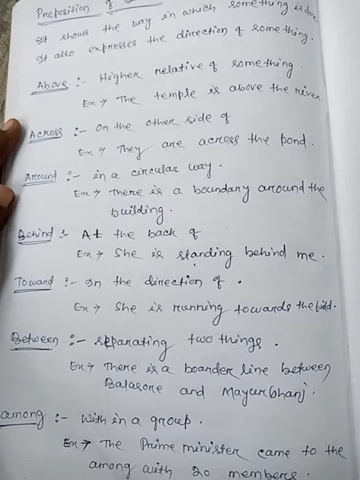 Preposition of
It shows the way in which something is done.
It also expresses the direction of something.
Above :- Higher relative of something.
Ex → The temple is above the river.
Across :- On the other side of
Ex → They are across the pond.
Around :- in a circular way.
Ex → There is a boundary around the
building.
Behind :- At the back of
Ex → She is standing behind me.
Toward :- In the direction of .
Ex → She is running towards the field.
Between :- separating two things .
Ex → There is a boarder line between
Balasore and Mayurbhanj.
among :- With in a group.
Ex → The Prime minister came to the
among with 20 members.